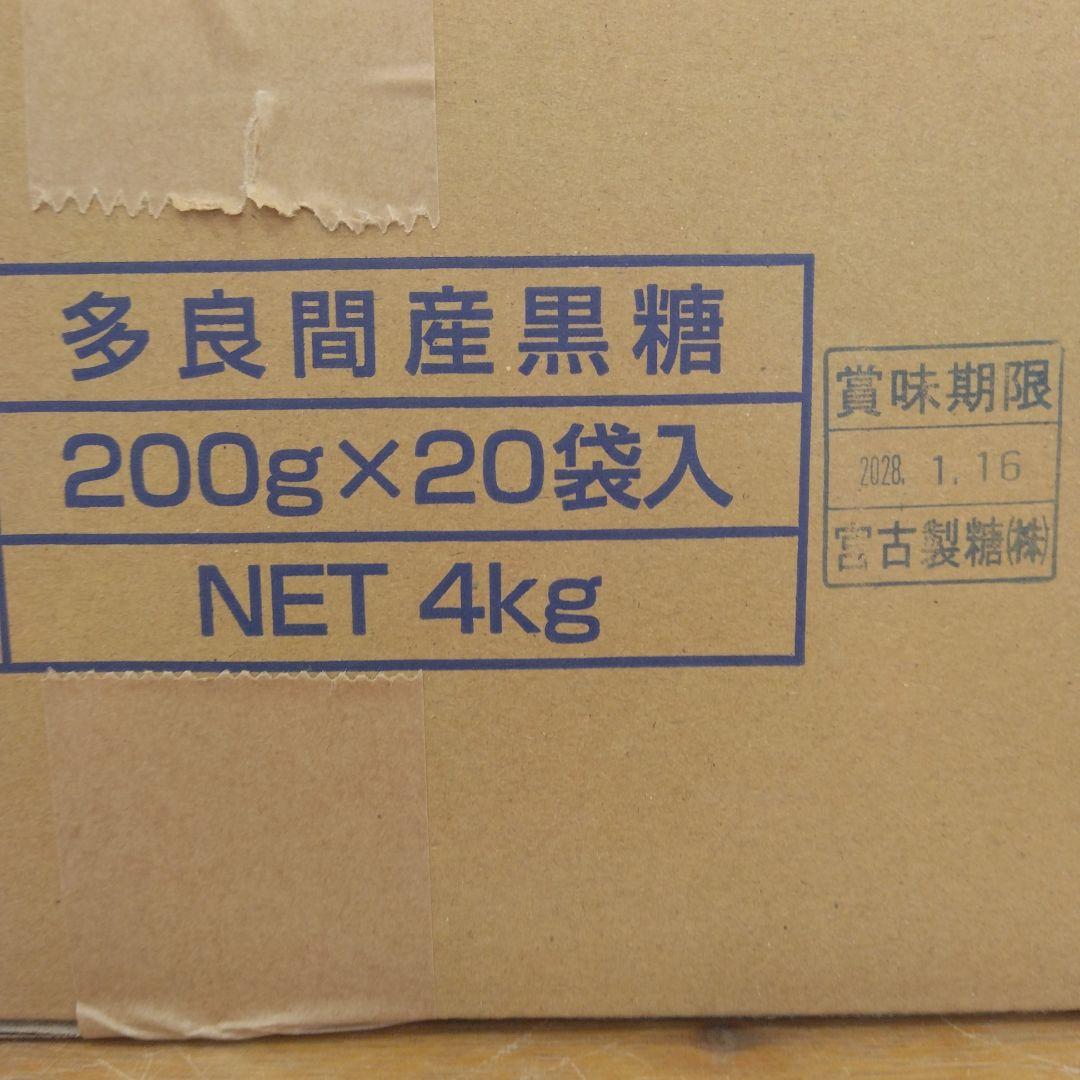 多良間産黒糖
200g×20袋入
NET 4kg
賞味期限
2028. 1. 16
宮古製糖㈱